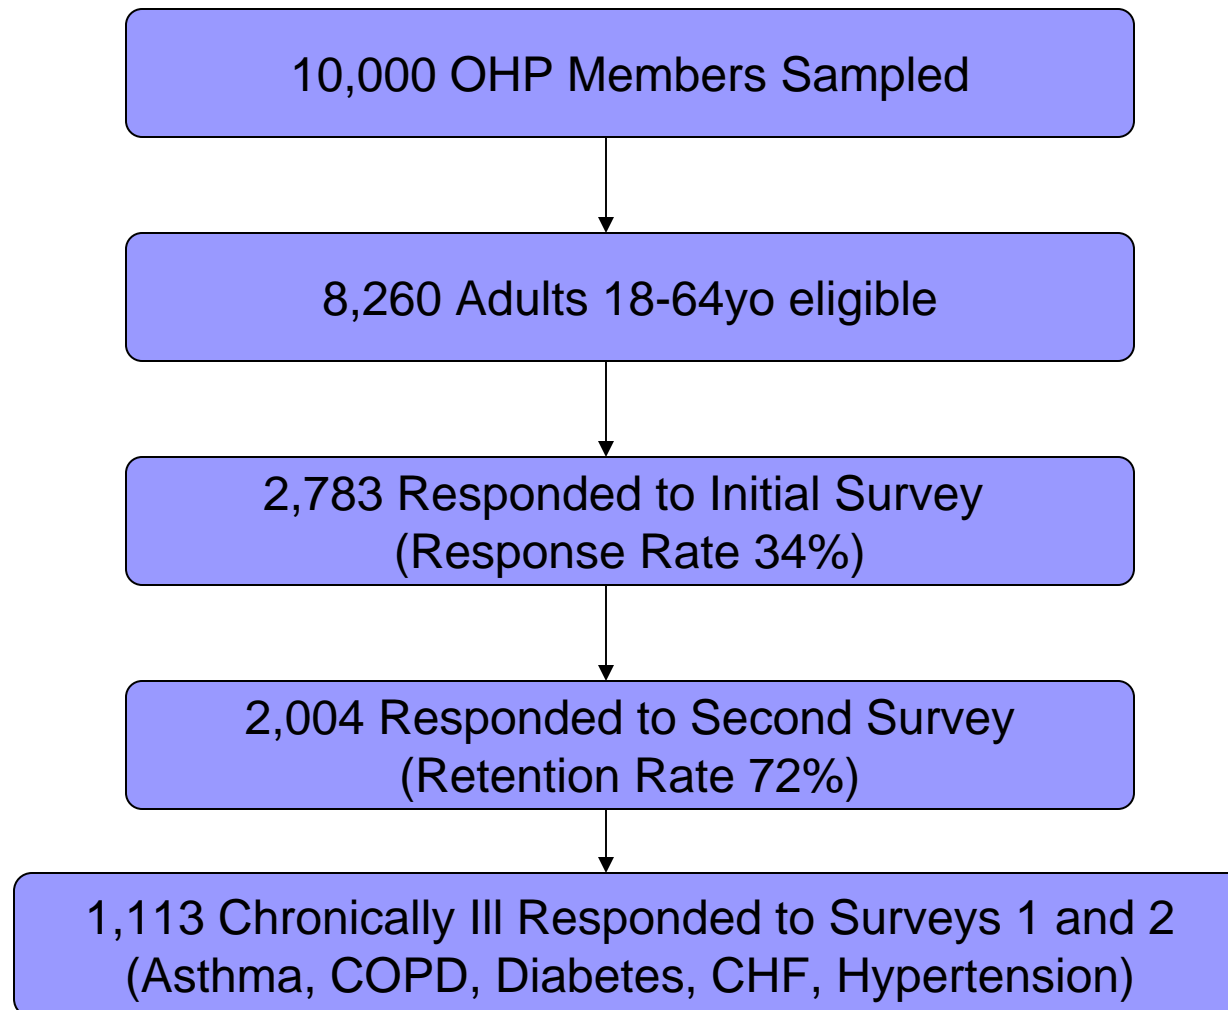 10,000 OHP Members Sampled
8,260 Adults 18-64yo eligible
2,783 Responded to Initial Survey
(Response Rate 34%)
2,004 Responded to Second Survey
(Retention Rate 72%)
1,113 Chronically Ill Responded to Surveys 1 and 2
(Asthma, COPD, Diabetes, CHF, Hypertension)